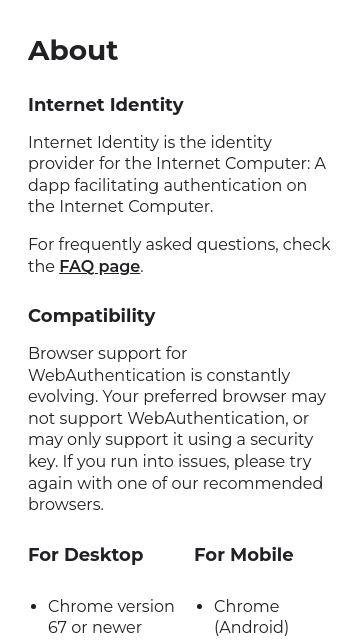 About
Internet Identity
Internet Identity is the identity
provider for the Internet Computer: A
dapp facilitating authentication on
the Internet Computer.
For frequently asked questions, check
the FAQ page.
Compatibility
Browser support for
WebAuthentication is constantly
evolving. Your preferred browser may
not support WebAuthentication, or
may only support it using a security
key. If you run into issues, please try
again with one of our recommended
browsers.
For Desktop
• Chrome version
67 or newer
For Mobile
• Chrome
(Android)